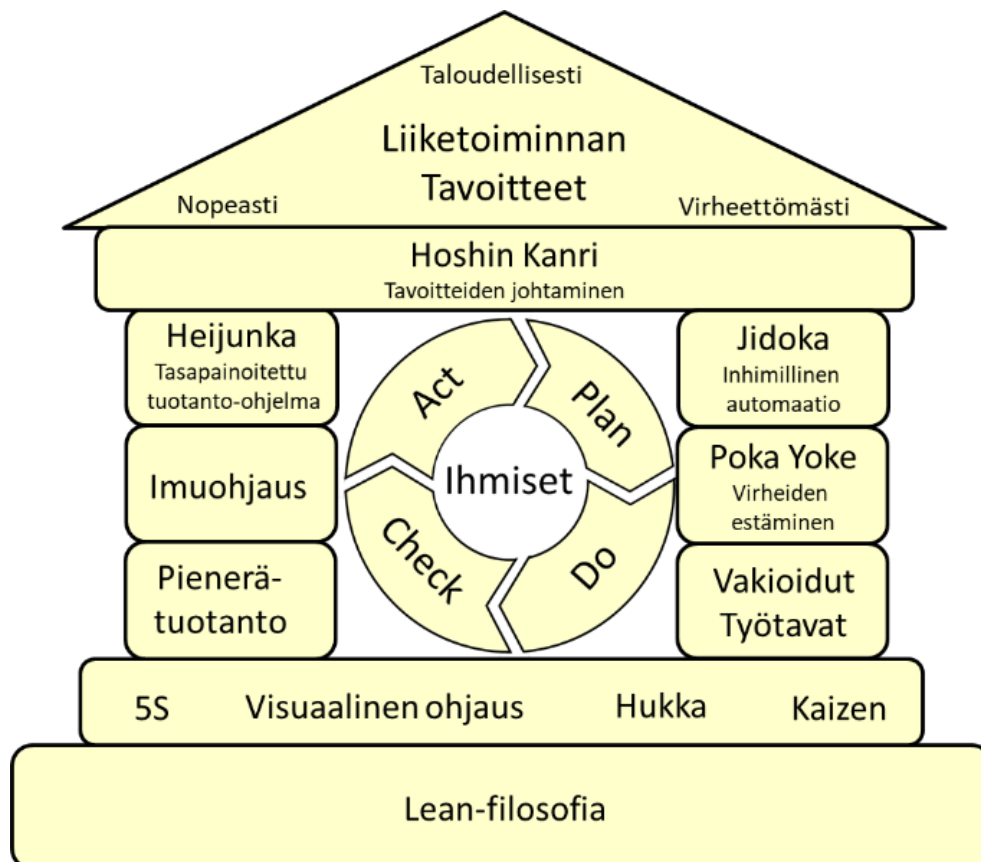 Taloudellisesti
Liiketoiminnan
Tavoitteet
Nopeasti
Virheettömästi
Hoshin Kanri
Tavoitteiden johtaminen
Heijunka
Tasapainoitettu
tuotanto-ohjelma
Imuohjaus
Pienerä-
tuotanto
Act
Plan
Ihmiset
Check
Do
Jidoka
Inhimillinen
automaatio
Poka Yoke
Virheiden
estäminen
Vakioidut
Työtavat
5S Visuaalinen ohjaus Hukka Kaizen
Lean-filosofia